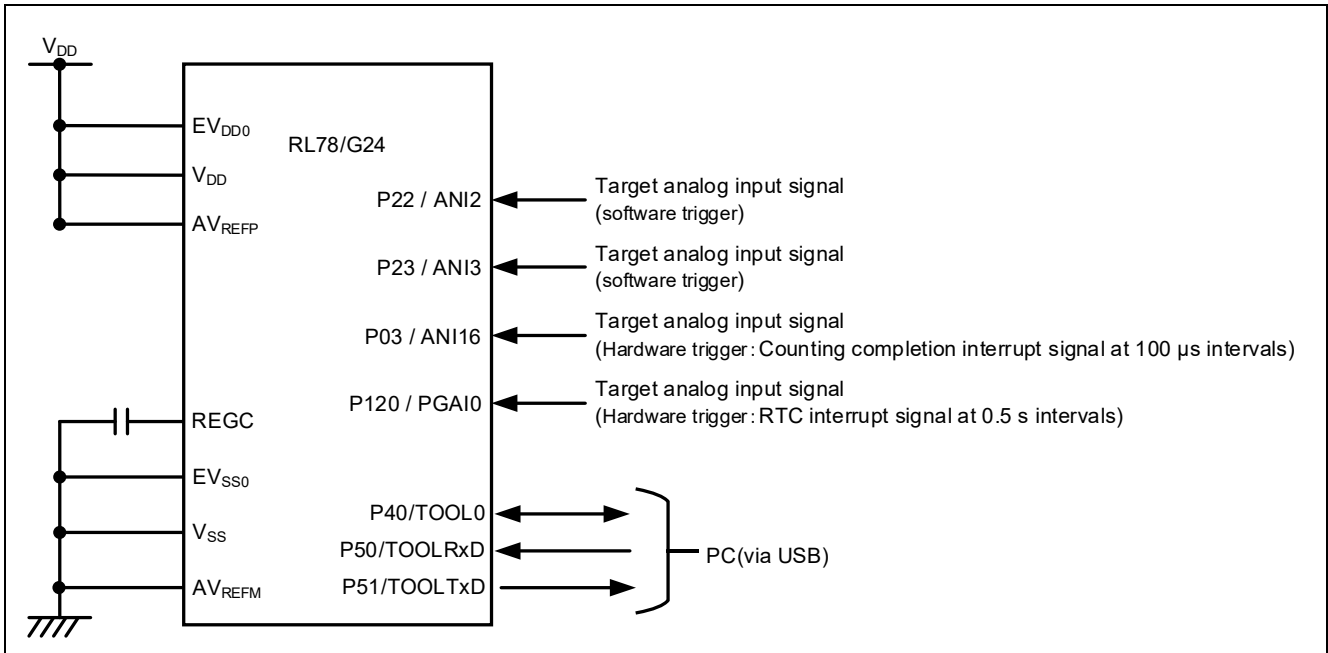 VDD
EVDD0
RL78/G24
VDD
AVREFP
P22 / ANI2
Target analog input signal
(software trigger)
P23 / ANI3
Target analog input signal
(software trigger)
P03 / ANI16
Target analog input signal
(Hardware trigger: Counting completion interrupt signal at 100 µs intervals)
P120 / PGAI0
Target analog input signal
(Hardware trigger: RTC interrupt signal at 0.5 s intervals)
REGC
EVSS0
VSS
AVREFM
P40/TOOL0
P50/TOOLRxD
P51/TOOLTxD
PC(via USB)